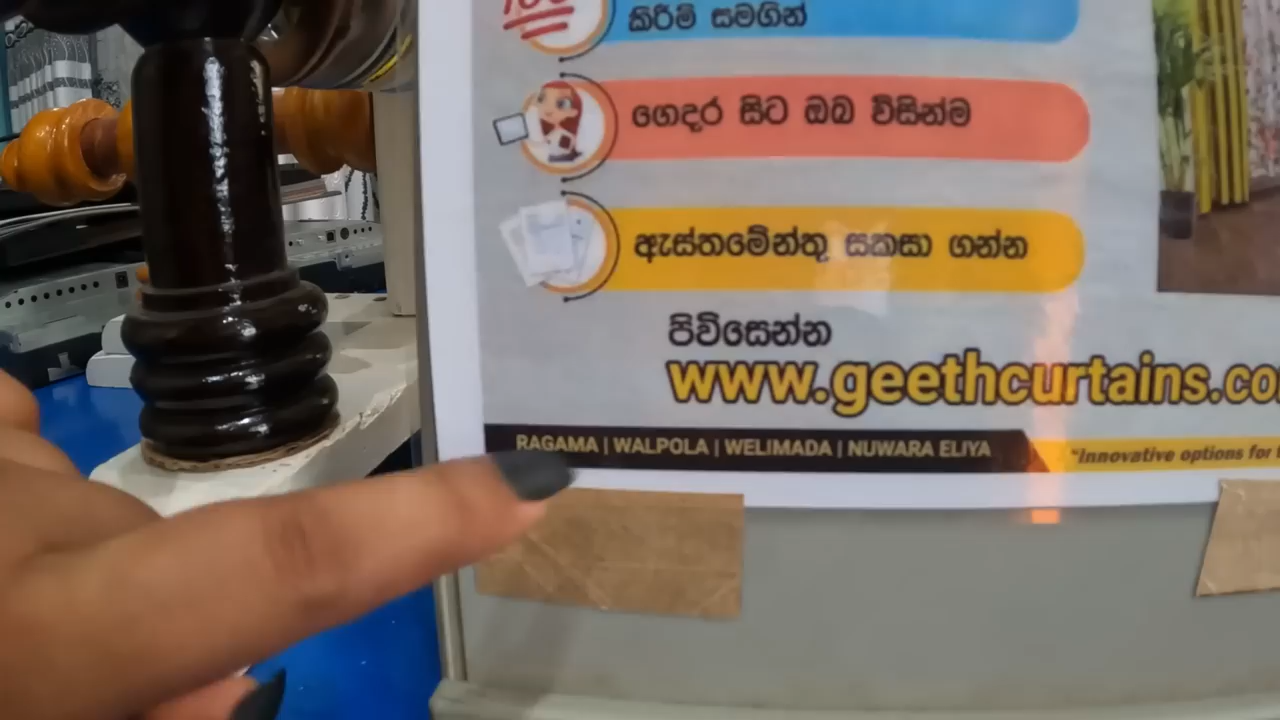 කිරීම් සමගින්
ගෙදර සිට ඔබ විසින්ම
ඇස්තමේන්තු සකසා ගන්න
පිවිසෙන්න
www.geethcurtains.co
RAGAMA | WALPOLA | WELIMADA | NUWARA ELIYA
"Innovative options for